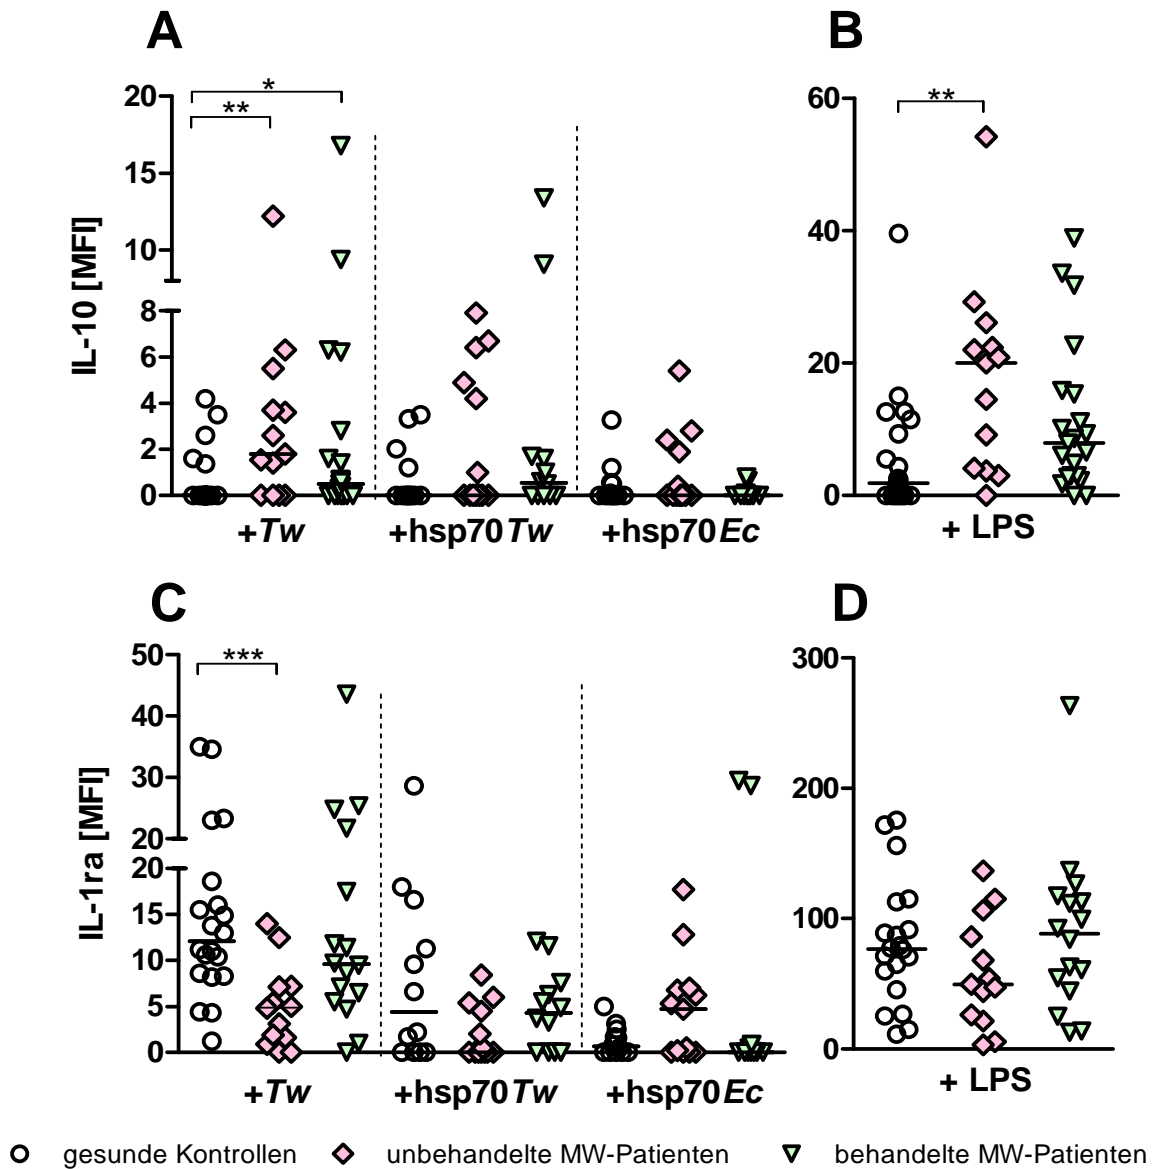 A
B
IL-10 [MFI]
20
15
10
8
6
4
2
0
*
**
+Tw
+hsp70Tw
+hsp70Ec
60
40
20
0
**
+ LPS
C
D
IL-1ra [MFI]
50
40
30
20
20
15
10
5
0
***
+Tw
+hsp70Tw
+hsp70Ec
300
200
100
0
+ LPS
gesunde Kontrollen unbehandelte MW-Patienten behandelte MW-Patienten